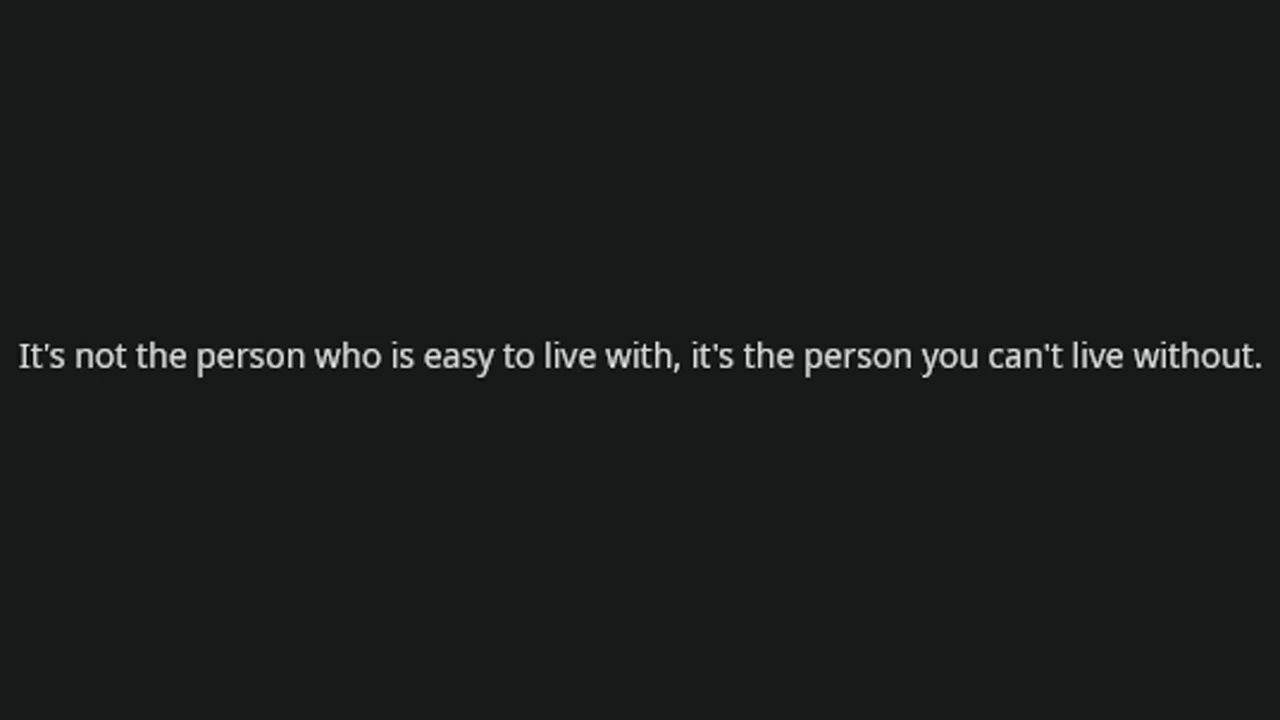 It's not the person who is easy to live with, it's the person you can't live without.